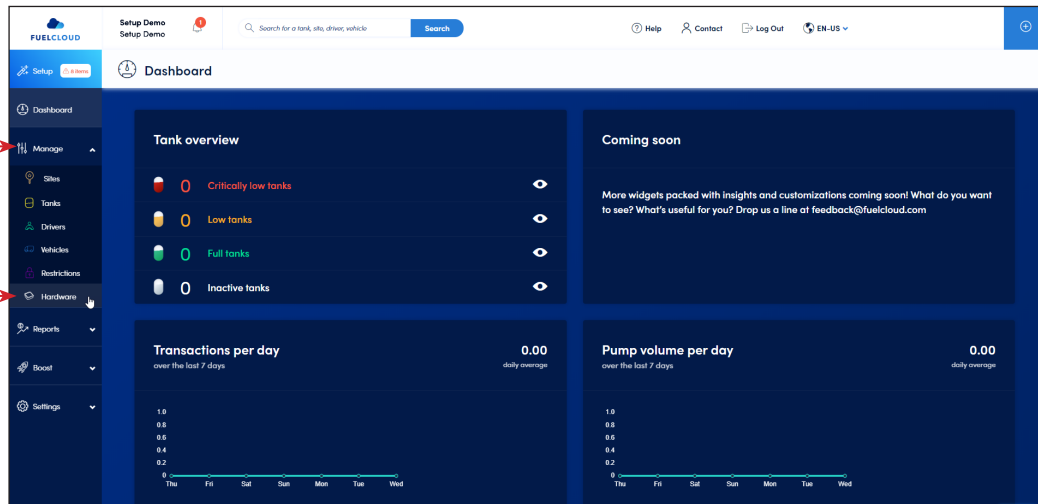 FUELCLOUD
Setup Demo
Setup Demo
1
Search for a tank, site, driver, vehicle
Search
Help
Contact
Log Out
EN-US
Setup
8 items
Dashboard
Dashboard
Manage
Sites
Tanks
Drivers
Vehicles
Restrictions
Hardware
Reports
Boost
Settings
Tank overview
0 Critically low tanks
0 Low tanks
0 Full tanks
0 Inactive tanks
Coming soon
More widgets packed with insights and customizations coming soon! What do you want
to see? What's useful for you? Drop us a line at feedback@fuelcloud.com
Transactions per day
over the last 7 days
0.00
daily average
1.0
0.8
0.6
0.4
0.2
0
Thu Fri Sat Sun Mon Tue Wed
Pump volume per day
over the last 7 days
0.00
daily average
1.0
0.8
0.6
0.4
0.2
0
Thu Fri Sat Sun Mon Tue Wed